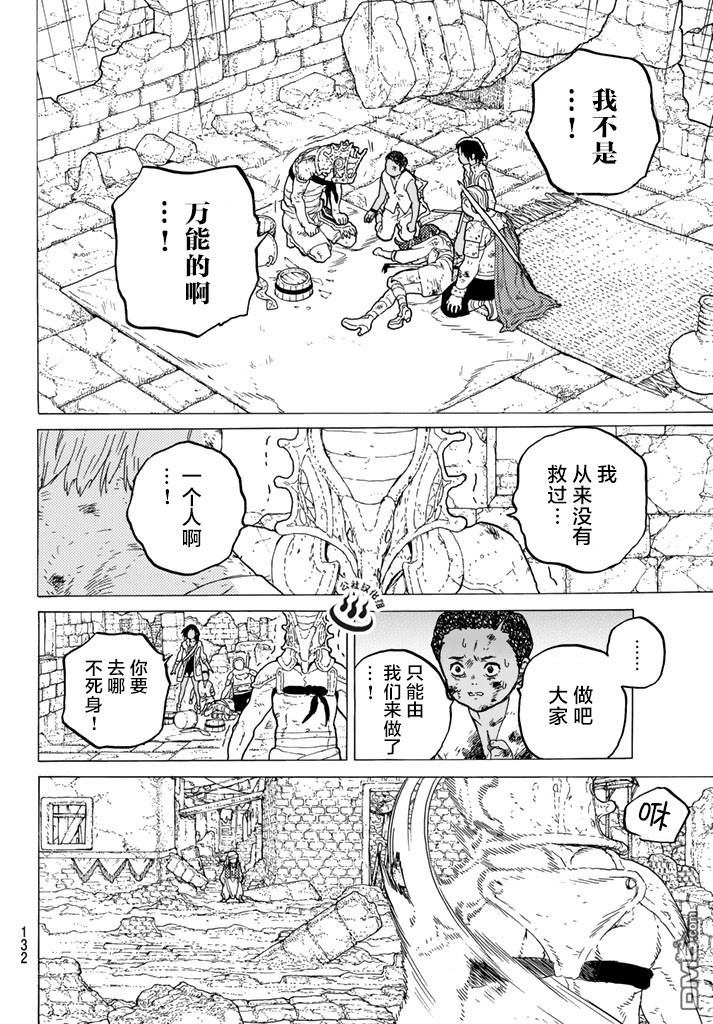 我不是
…！
万能的啊
…！
我
从来没有
救过…
一个人啊
…！
……
做吧
大家
只能由
我们来做了
…！
你要
去哪
不死身！
132